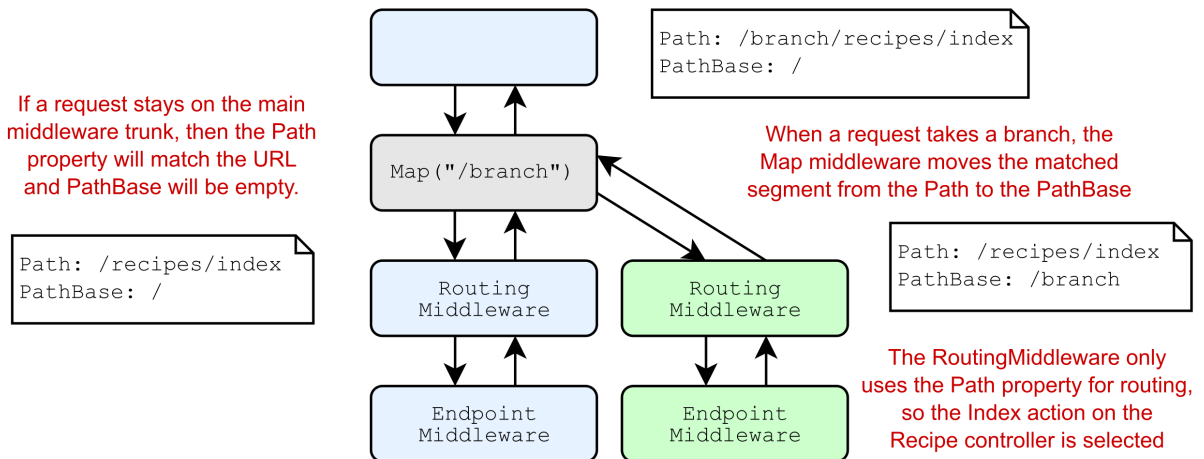 Path: /branch/recipes/index
PathBase: /
If a request stays on the main
middleware trunk, then the Path
property will match the URL
and PathBase will be empty.
When a request takes a branch, the
Map middleware moves the matched
segment from the Path to the PathBase
Map("/branch")
Path: /recipes/index
PathBase: /
Path: /recipes/index
PathBase: /branch
Routing
Middleware
Routing
Middleware
The RoutingMiddleware only
uses the Path property for routing,
so the Index action on the
Recipe controller is selected
Endpoint
Middleware
Endpoint
Middleware